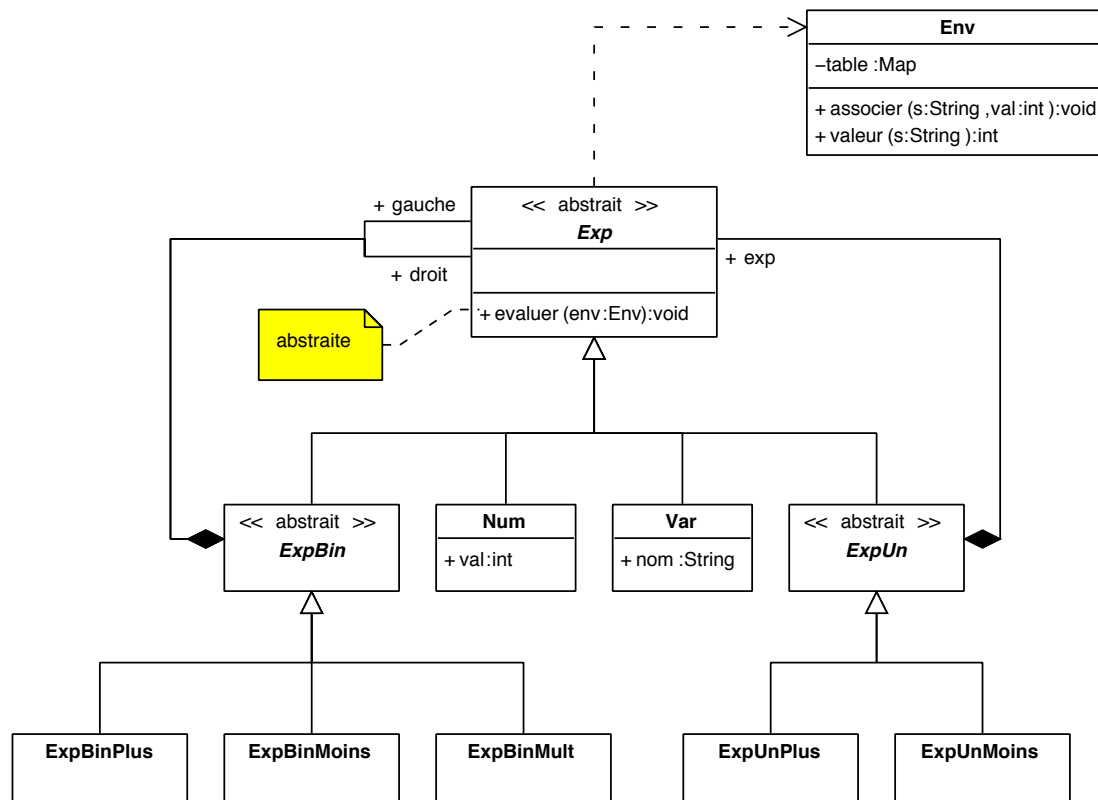 Env
–table :Map
+ associer (s:String ,val:int ):void
+ valeur (s:String ):int
+ gauche
<< abstrait >>
Exp
+ droit
+ exp
+ evaluer (env:Env):void
abstraite
<< abstrait >>
ExpBin
Num
+ val:int
Var
+ nom :String
<< abstrait >>
ExpUn
ExpBinPlus
ExpBinMoins
ExpBinMult
ExpUnPlus
ExpUnMoins